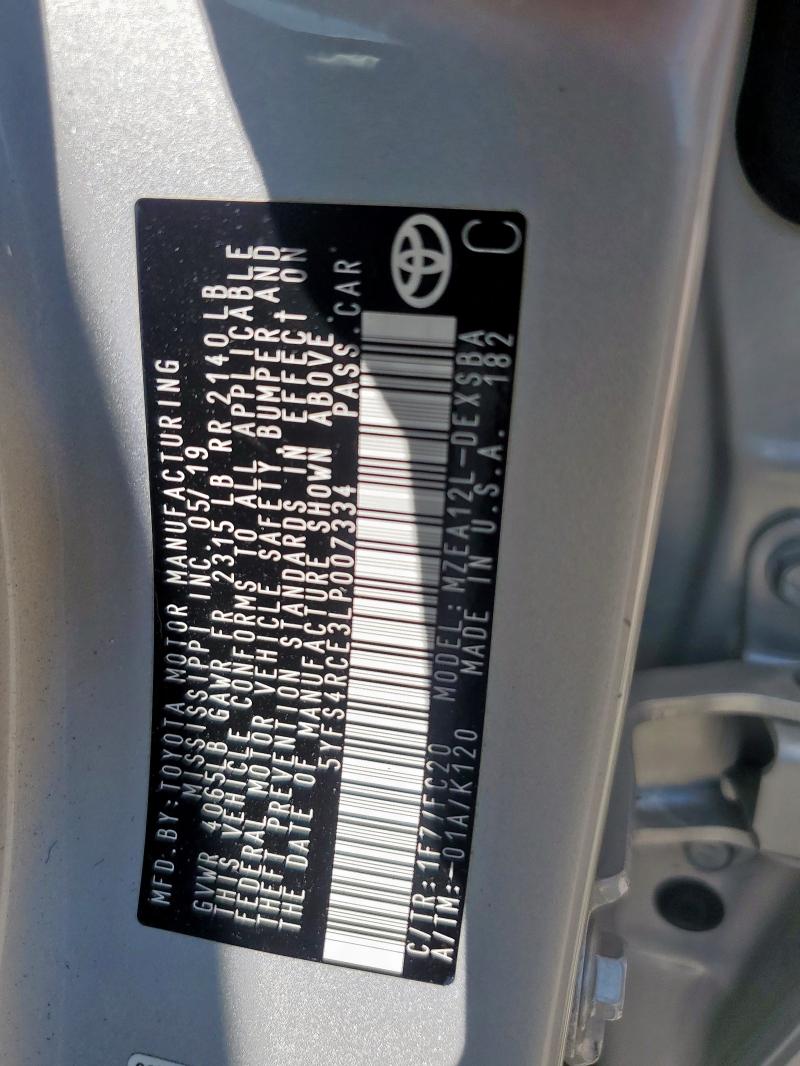 MFD.BY:TOYOTA MOTOR MANUFACTURING
MISSISSIPPI INC. 05/19
GVWR 4065LB GAWR FR 2315 LB RR 2140 LB
THIS VEHICLE CONFORMS TO ALL APPLICABLE
FEDERAL MOTOR VEHICLE SAFETY BUMPER AND
THEFT PREVENTION STANDARDS IN EFFECT ON
THE DATE OF MANUFACTURE SHOWN ABOVE.
5YFS4RCE3LP007334 PASS.CAR
C/TR:1F7/FC20 MODEL:MZEA12L-DEXSBA
A/TM:-01A/K120 MADE IN U.S.A. 182
C